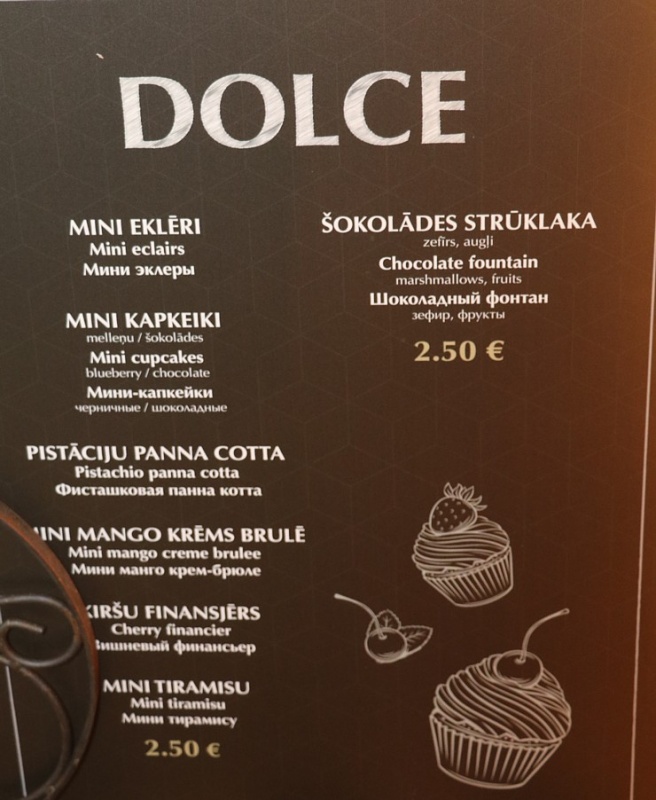 DOLCE
MINI EKLĒRI
Mini eclairs
Мини эклеры
MINI KAPKEIKI
melleņu / šokolādes
Mini cupcakes
blueberry / chocolate
Мини-капкейки
черничные / шоколадные
PISTĀCIJU PANNA COTTA
Pistachio panna cotta
Фисташковая панна котта
MINI MANGO KRĒMS BRULĒ
Mini mango creme brulee
Мини манго крем-брюле
ĶIRŠU FINANSJĒRS
Cherry financier
Вишневый финансьер
MINI TIRAMISU
Mini tiramisu
Мини тирамису
2.50 €
ŠOKOLĀDES STRŪKLAKA
zefīrs, augļi
Chocolate fountain
marshmallows, fruits
Шоколадный фонтан
зефир, фрукты
2.50 €